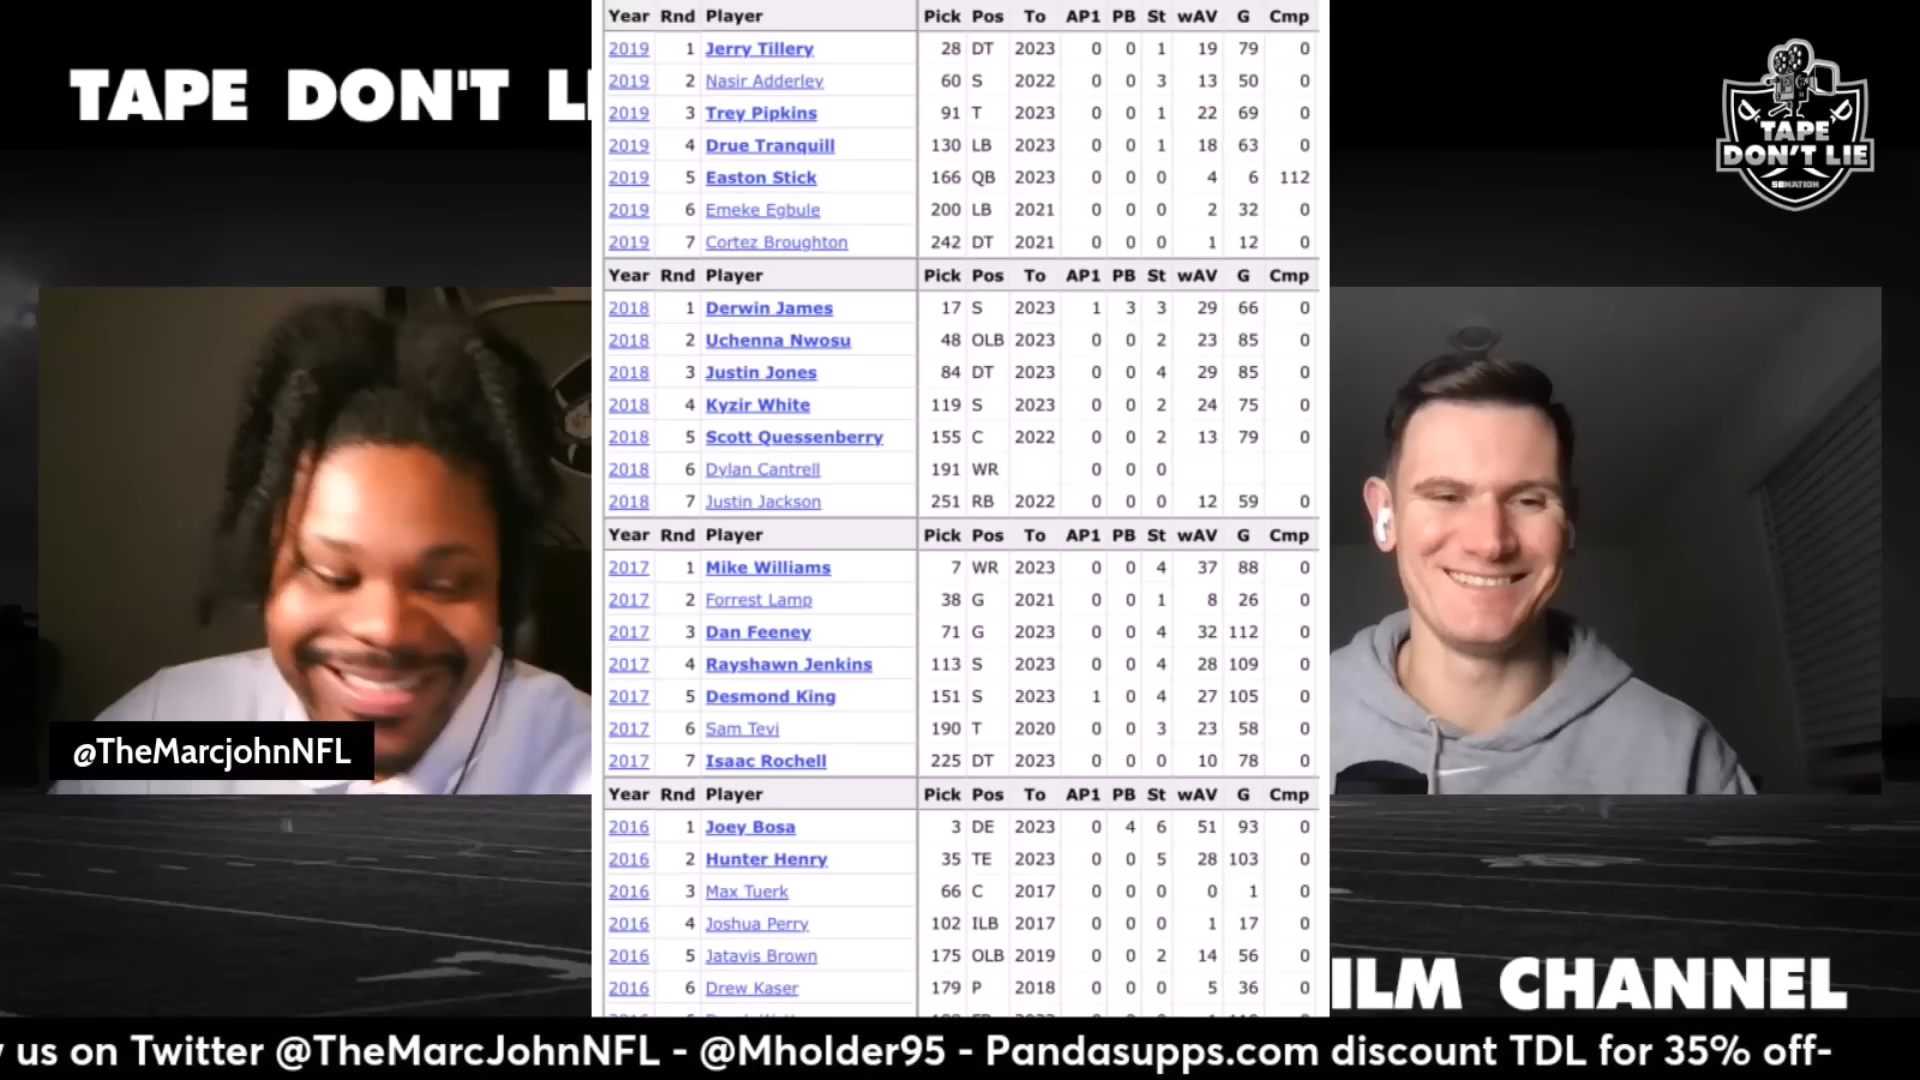 TAPE DON'T LI
Year Rnd Player Pick Pos To AP1 PB St wAV G Cmp
2019 1 Jerry Tillery 28 DT 2023 0 0 1 19 79 0
2019 2 Nasir Adderley 60 S 2022 0 0 3 13 50 0
2019 3 Trey Pipkins 91 T 2023 0 0 1 22 69 0
2019 4 Drue Tranquill 130 LB 2023 0 0 1 18 63 0
2019 5 Easton Stick 166 QB 2023 0 0 0 4 6 112
2019 6 Emeke Egbule 200 LB 2021 0 0 0 2 32 0
2019 7 Cortez Broughton 242 DT 2021 0 0 0 1 12 0
Year Rnd Player Pick Pos To AP1 PB St wAV G Cmp
2018 1 Derwin James 17 S 2023 1 3 3 29 66 0
2018 2 Uchenna Nwosu 48 OLB 2023 0 0 2 23 85 0
2018 3 Justin Jones 84 DT 2023 0 0 4 29 85 0
2018 4 Kyzir White 119 S 2023 0 0 2 24 75 0
2018 5 Scott Quessenberry 155 C 2022 0 0 2 13 79 0
2018 6 Dylan Cantrell 191 WR 0 0 0
2018 7 Justin Jackson 251 RB 2022 0 0 0 12 59 0
Year Rnd Player Pick Pos To AP1 PB St wAV G Cmp
2017 1 Mike Williams 7 WR 2023 0 0 4 37 88 0
2017 2 Forrest Lamp 38 G 2021 0 0 1 8 26 0
2017 3 Dan Feeney 71 G 2023 0 0 4 32 112 0
2017 4 Rayshawn Jenkins 113 S 2023 0 0 4 28 109 0
2017 5 Desmond King 151 S 2023 1 0 4 27 105 0
2017 6 Sam Tevi 190 T 2020 0 0 3 23 58 0
2017 7 Isaac Rochell 225 DT 2023 0 0 0 10 78 0
Year Rnd Player Pick Pos To AP1 PB St wAV G Cmp
2016 1 Joey Bosa 3 DE 2023 0 4 6 51 93 0
2016 2 Hunter Henry 35 TE 2023 0 0 5 28 103 0
2016 3 Max Tuerk 66 C 2017 0 0 0 0 1 0
2016 4 Joshua Perry 102 ILB 2017 0 0 0 1 17 0
2016 5 Jatavis Brown 175 OLB 2019 0 0 2 14 56 0
2016 6 Drew Kaser 179 P 2018 0 0 0 5 36 0
TAPE
DON'T LIE
SBNATION
@TheMarcjohnNFL
ILM CHANNEL
us on Twitter @TheMarcJohnNFL - @Mholder95 - Pandasupps.com discount TDL for 35% off-